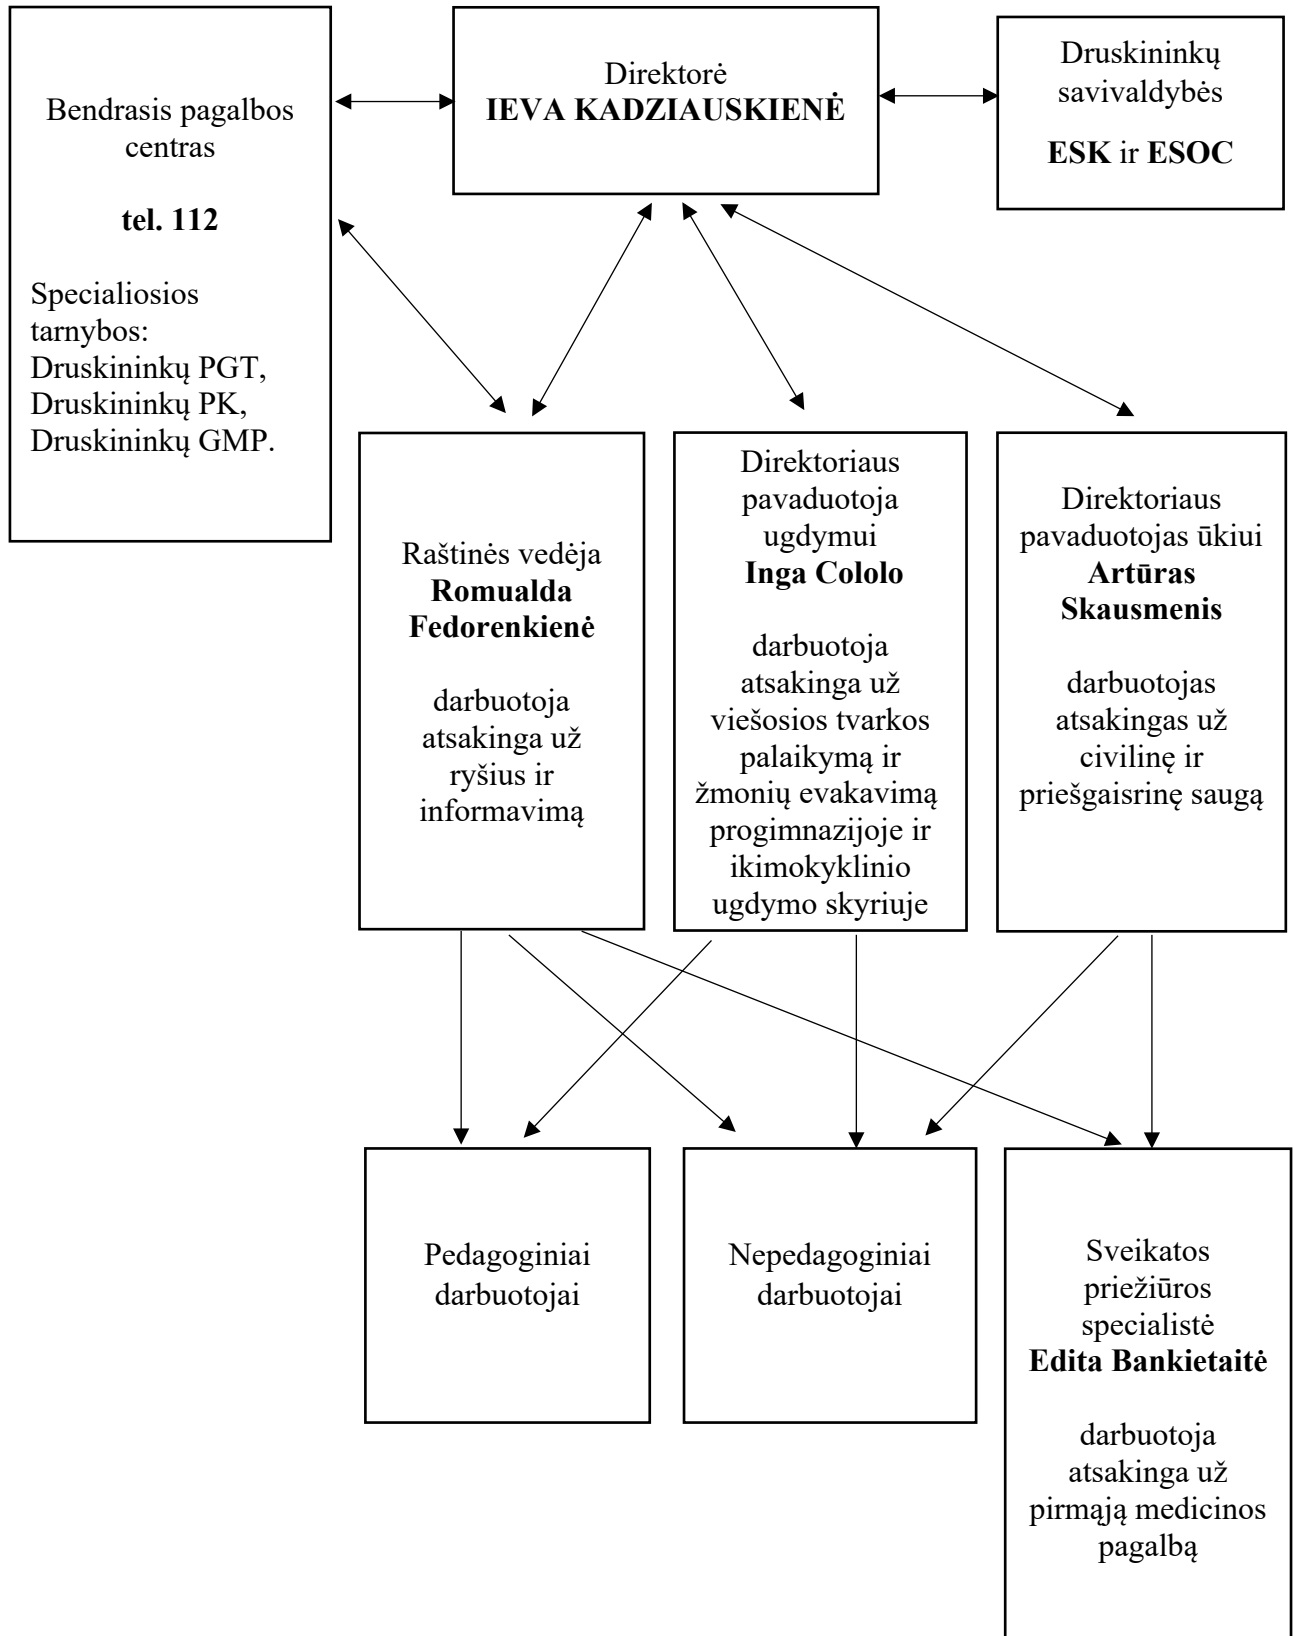 Bendrasis pagalbos
centras
tel. 112
Specialiosios
tarnybos:
Druskininkų PGT,
Druskininkų PK,
Druskininkų GMP.
Direktorė
IEVA KADZIAUSKIENĖ
Druskininkų
savivaldybės
ESK ir ESOC
Raštinės vedėja
Romualda
Fedorenkienė
darbuotoja
atsakinga už
ryšius ir
informavimą
Direktoriaus
pavaduotoja
ugdymui
Inga Cololo
darbuotoja
atsakinga už
viešosios tvarkos
palaikymą ir
žmonių evakavimą
progimnazijoje ir
ikimokyklinio
ugdymo skyriuje
Direktoriaus
pavaduotojas ūkiui
Artūras
Skausmenis
darbuotojas
atsakingas už
civilinę ir
priešgaisrinę saugą
Pedagoginiai
darbuotojai
Nepedagoginiai
darbuotojai
Sveikatos
priežiūros
specialistė
Edita Bankietaitė
darbuotoja
atsakinga už
pirmąją medicinos
pagalbą